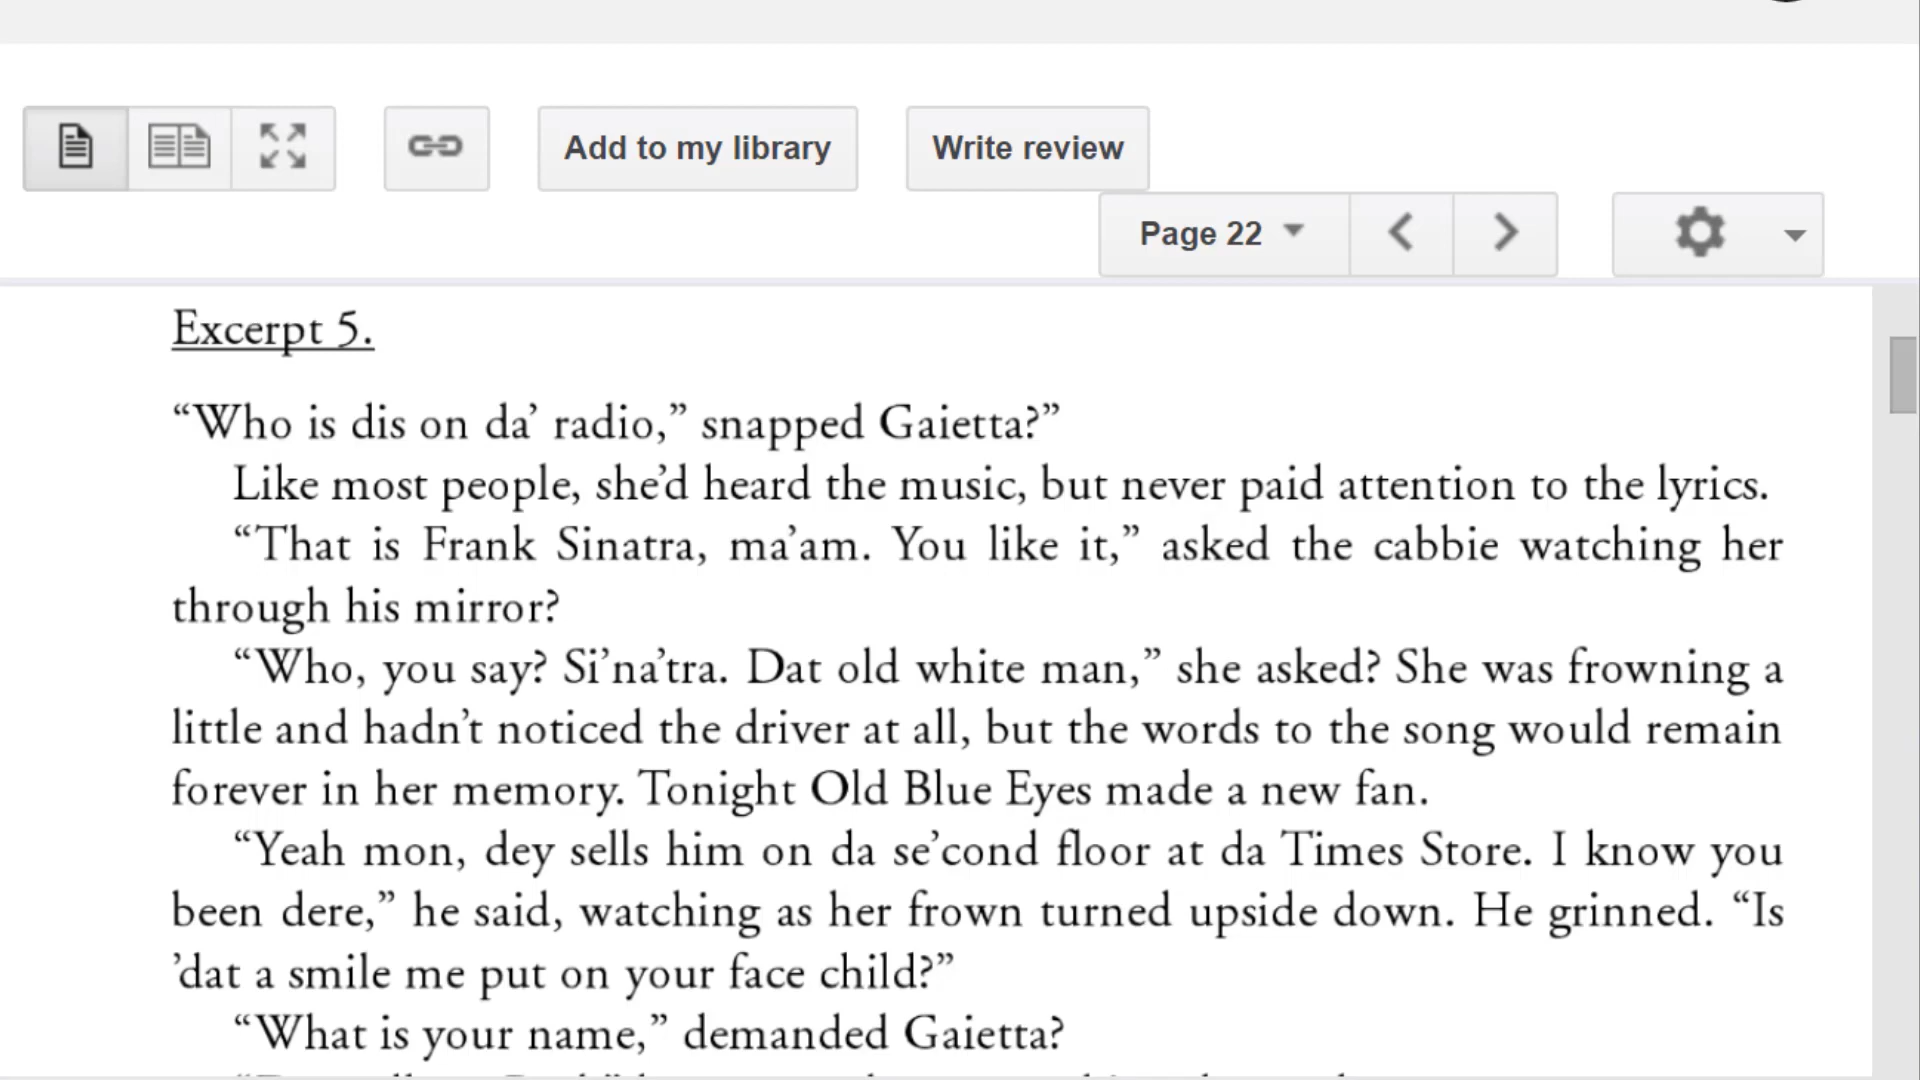 Add to my library
Write review
Page 22
Excerpt 5.
“Who is dis on da’ radio,” snapped Gaietta?”
Like most people, she’d heard the music, but never paid attention to the lyrics.
“That is Frank Sinatra, ma’am. You like it,” asked the cabbie watching her
through his mirror?
“Who, you say? Si’na’tra. Dat old white man,” she asked? She was frowning a
little and hadn’t noticed the driver at all, but the words to the song would remain
forever in her memory. Tonight Old Blue Eyes made a new fan.
“Yeah mon, dey sells him on da se’cond floor at da Times Store. I know you
been dere,” he said, watching as her frown turned upside down. He grinned. “Is
’dat a smile me put on your face child?”
“What is your name,” demanded Gaietta?